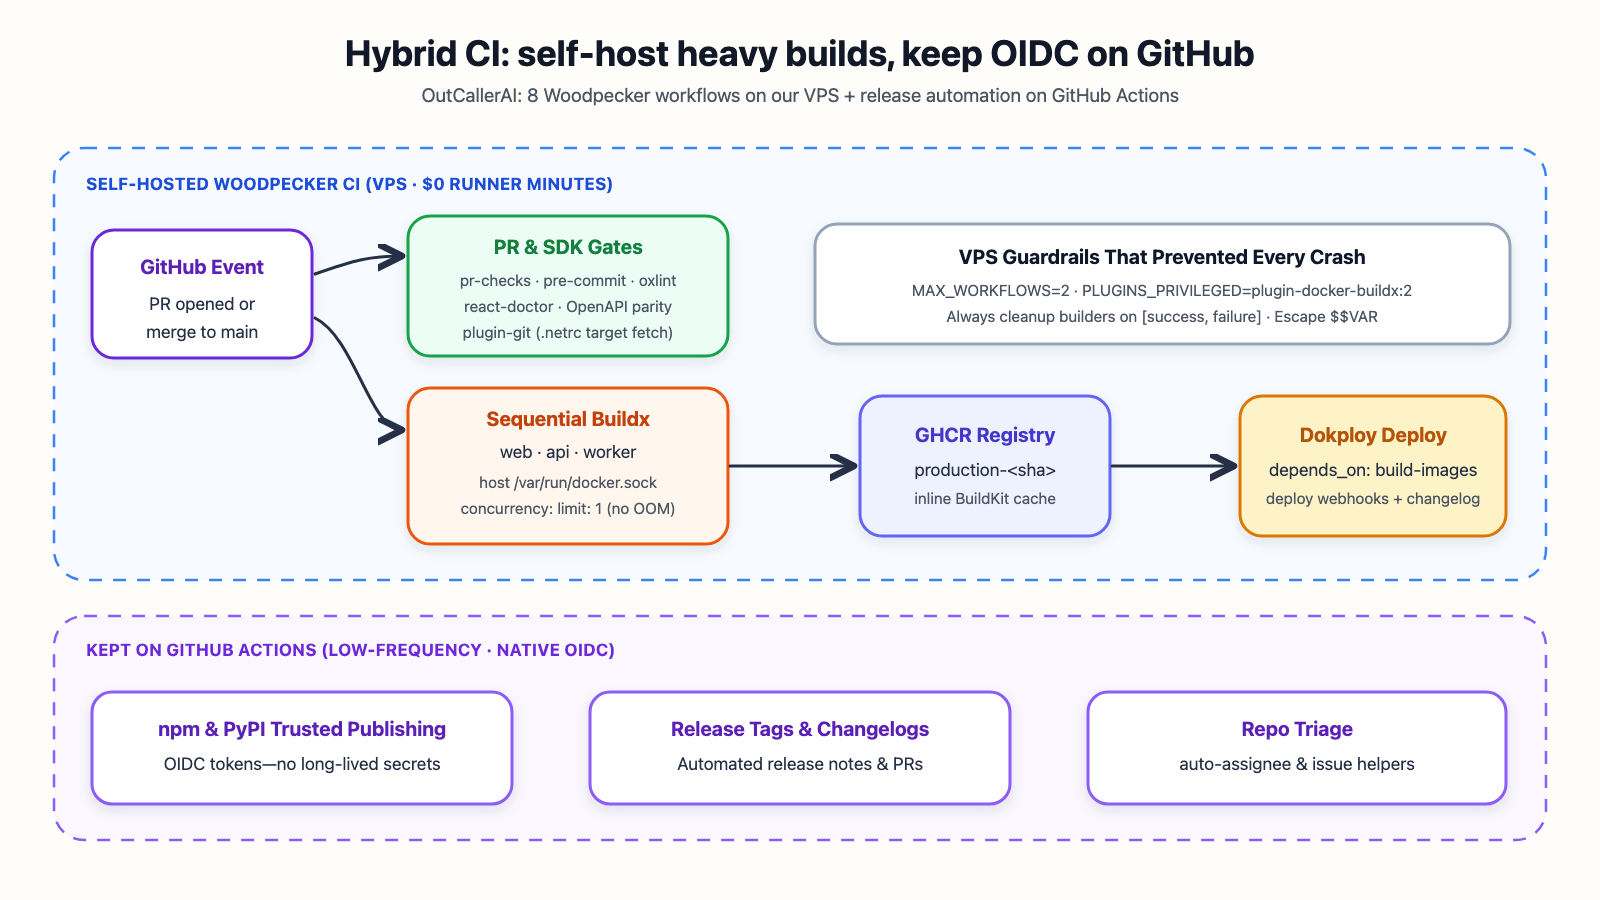 Hybrid CI: self-host heavy builds, keep OIDC on GitHub
OutCallerAI: 8 Woodpecker workflows on our VPS + release automation on GitHub Actions
SELF-HOSTED WOODPECKER CI (VPS · $0 RUNNER MINUTES)
GitHub Event
PR opened or
merge to main
PR & SDK Gates
pr-checks · pre-commit · oxlint
react-doctor · OpenAPI parity
plugin-git (.netrc target fetch)
VPS Guardrails That Prevented Every Crash
MAX_WORKFLOWS=2 · PLUGINS_PRIVILEGED=plugin-docker-buildx:2
Always cleanup builders on [success, failure] · Escape $$VAR
Sequential Buildx
web · api · worker
host /var/run/docker.sock
concurrency: limit: 1 (no OOM)
GHCR Registry
production-<sha>
inline BuildKit cache
Dokploy Deploy
depends_on: build-images
deploy webhooks + changelog
KEPT ON GITHUB ACTIONS (LOW-FREQUENCY · NATIVE OIDC)
npm & PyPI Trusted Publishing
OIDC tokens—no long-lived secrets
Release Tags & Changelogs
Automated release notes & PRs
Repo Triage
auto-assignee & issue helpers